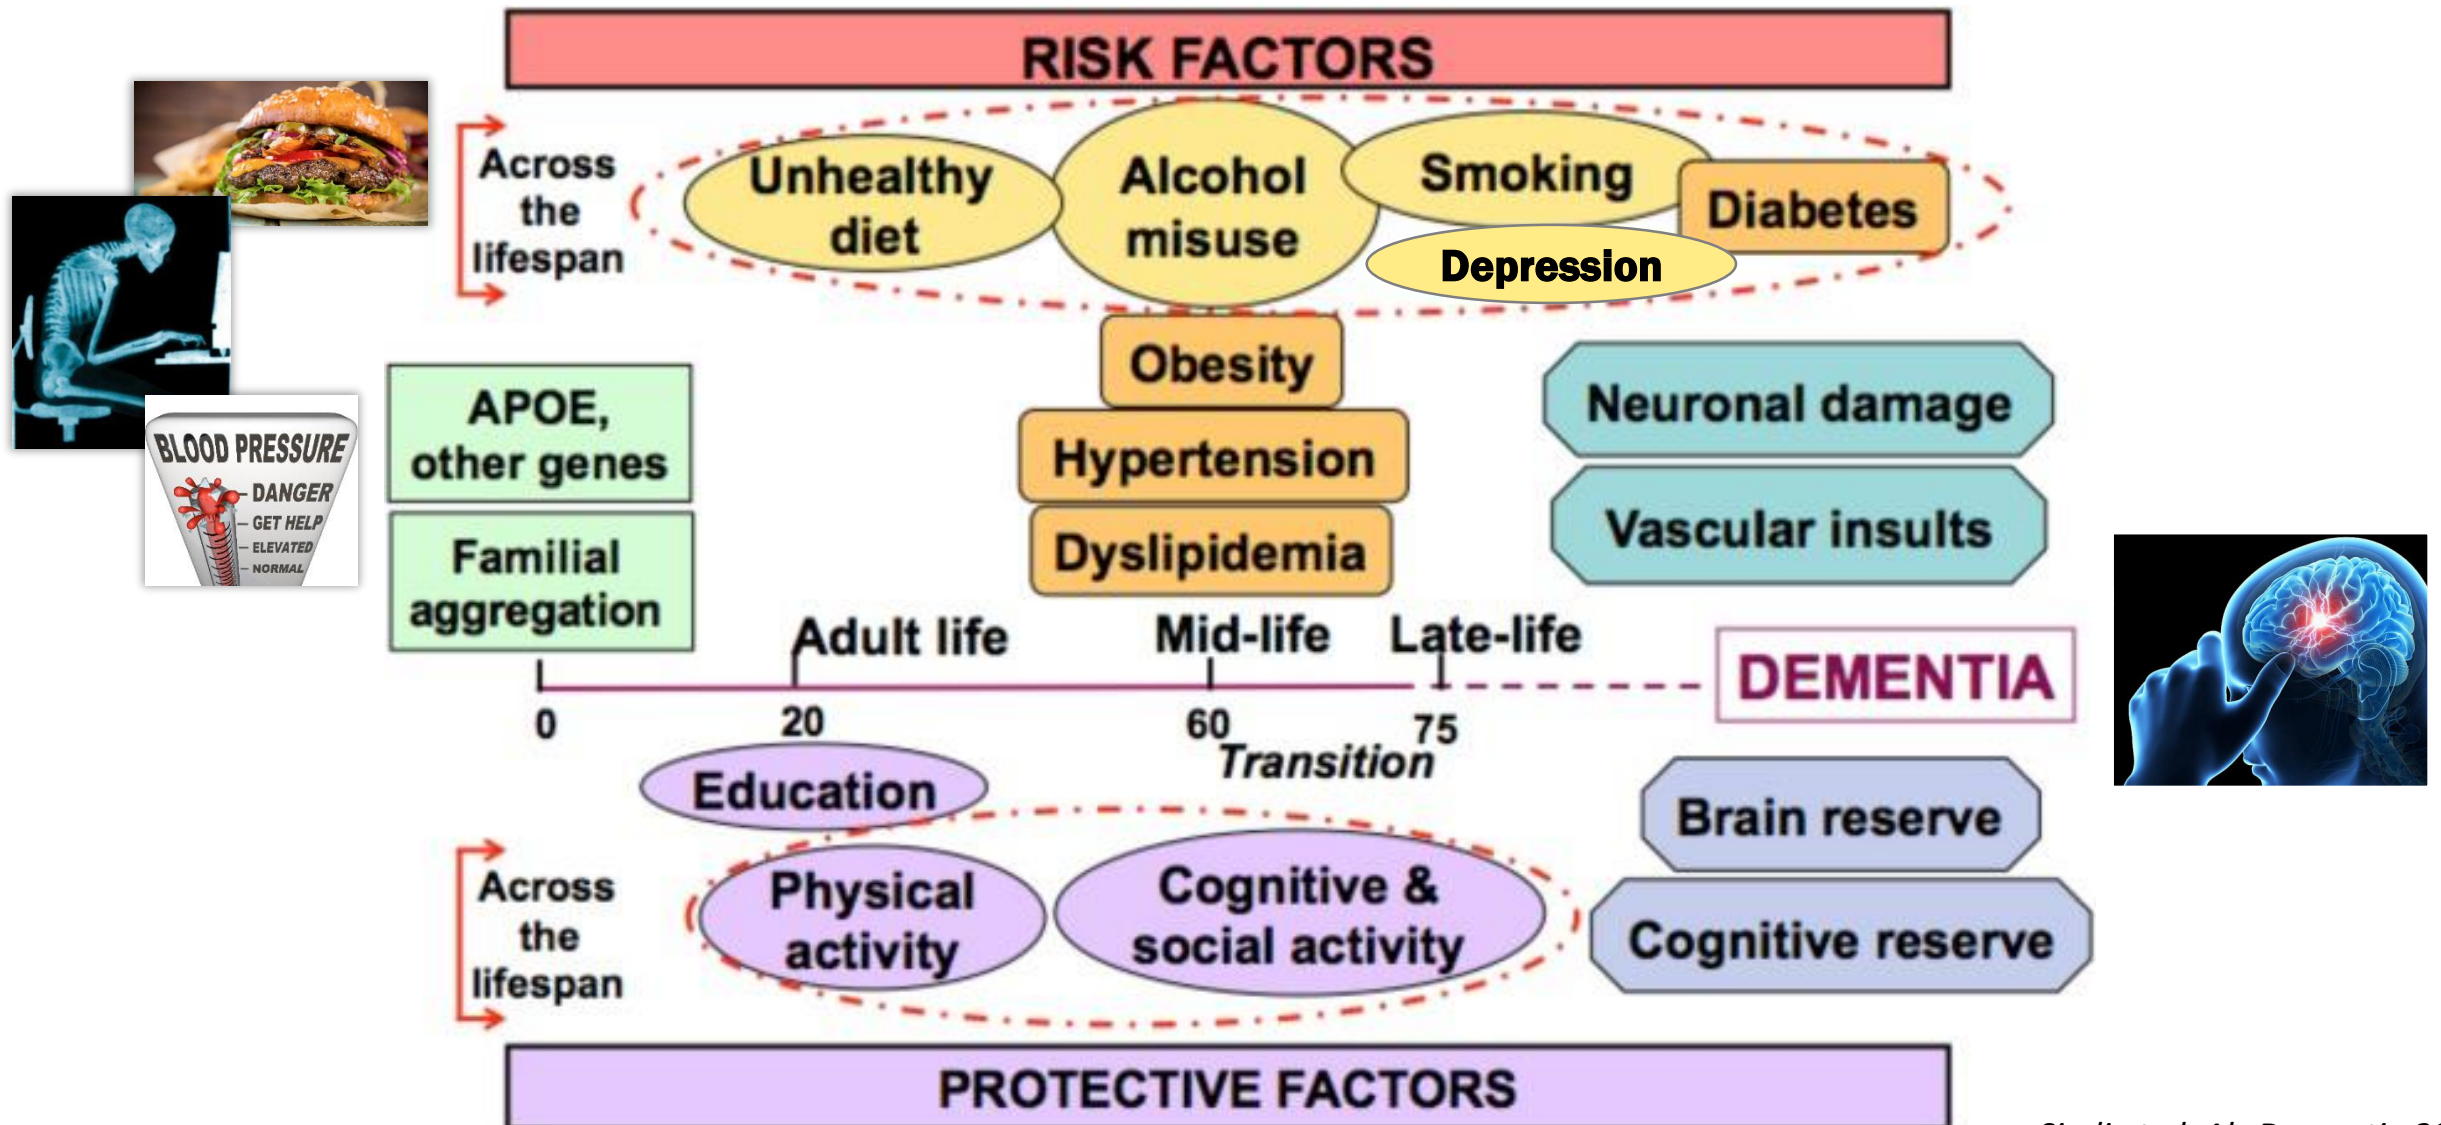 RISK FACTORS
Across
the
lifespan
Unhealthy
diet
Alcohol
misuse
Smoking
Diabetes
Depression
Obesity
Hypertension
Dyslipidemia
APOE,
other genes
Familial
aggregation
Neuronal damage
Vascular insults
BLOOD PRESSURE
DANGER
GET HELP
ELEVATED
NORMAL
Adult life
Mid-life
Late-life
DEMENTIA
0
20
60
75
Transition
Education
Across
the
lifespan
Physical
activity
Cognitive &
social activity
Brain reserve
Cognitive reserve
PROTECTIVE FACTORS